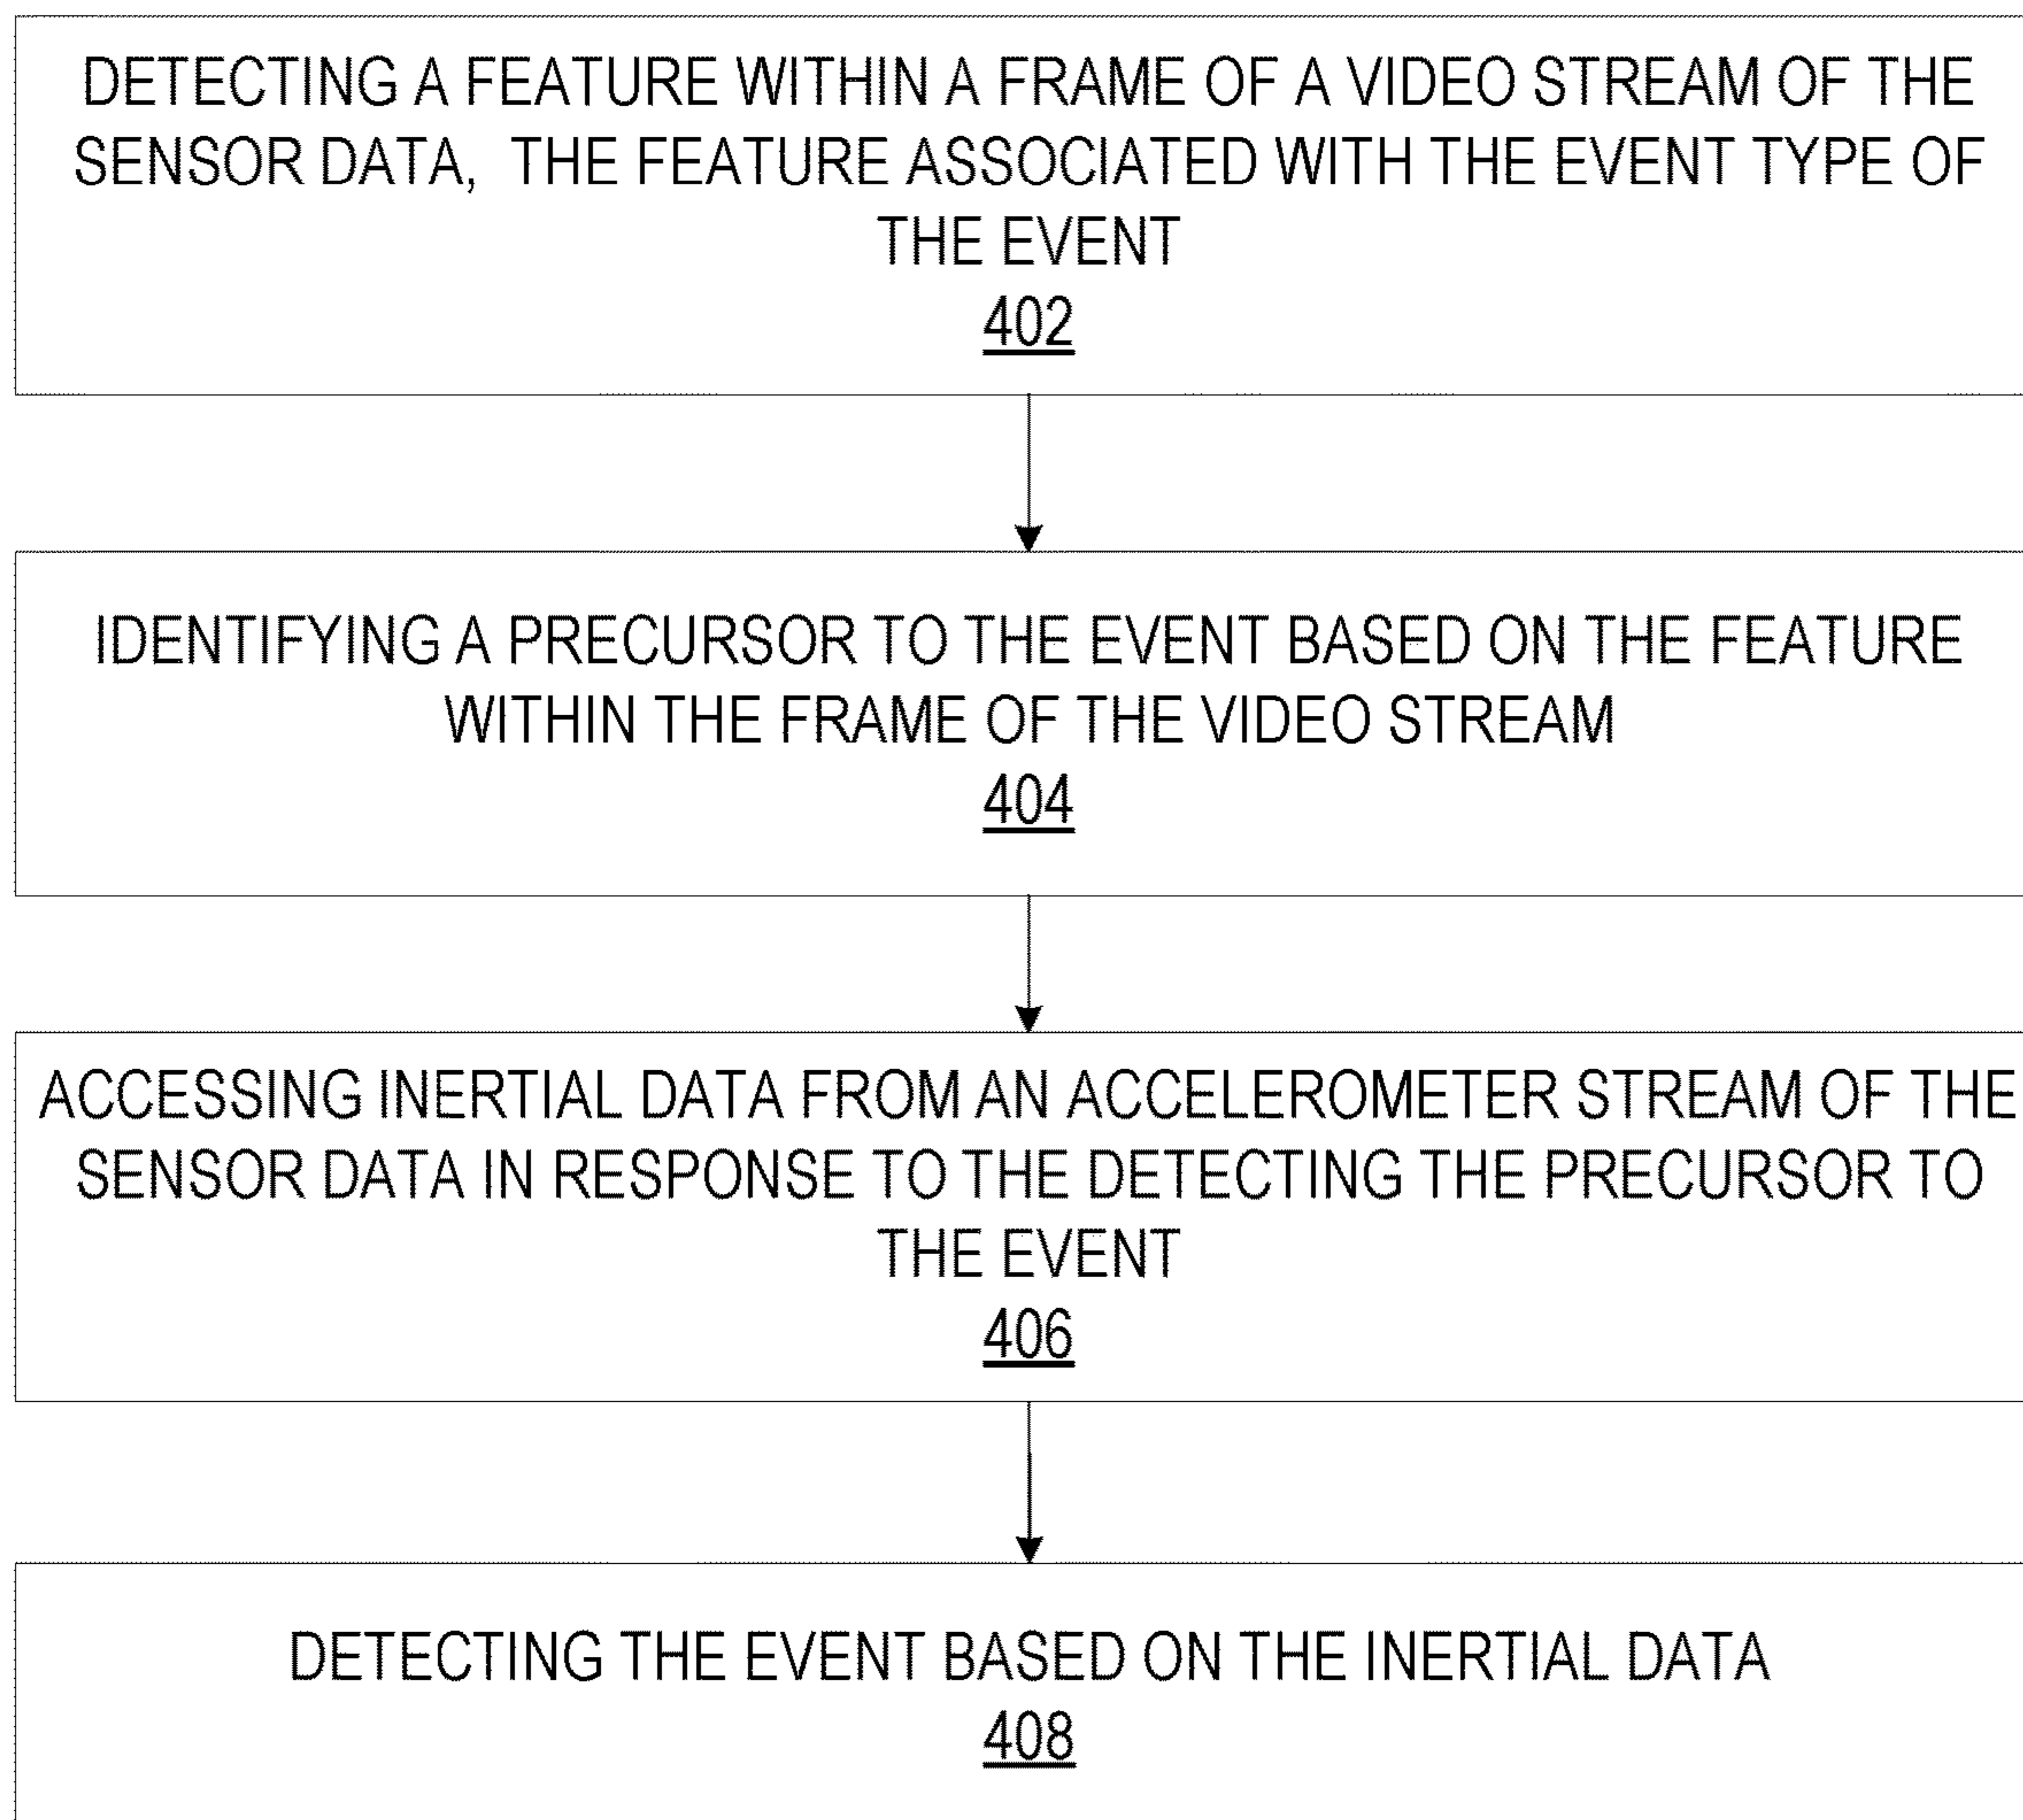 DETECTING A FEATURE WITHIN A FRAME OF A VIDEO STREAM OF THE
SENSOR DATA, THE FEATURE ASSOCIATED WITH THE EVENT TYPE OF
THE EVENT
402
IDENTIFYING A PRECURSOR TO THE EVENT BASED ON THE FEATURE
WITHIN THE FRAME OF THE VIDEO STREAM
404
ACCESSING INERTIAL DATA FROM AN ACCELEROMETER STREAM OF THE
SENSOR DATA IN RESPONSE TO THE DETECTING THE PRECURSOR TO
THE EVENT
406
DETECTING THE EVENT BASED ON THE INERTIAL DATA
408